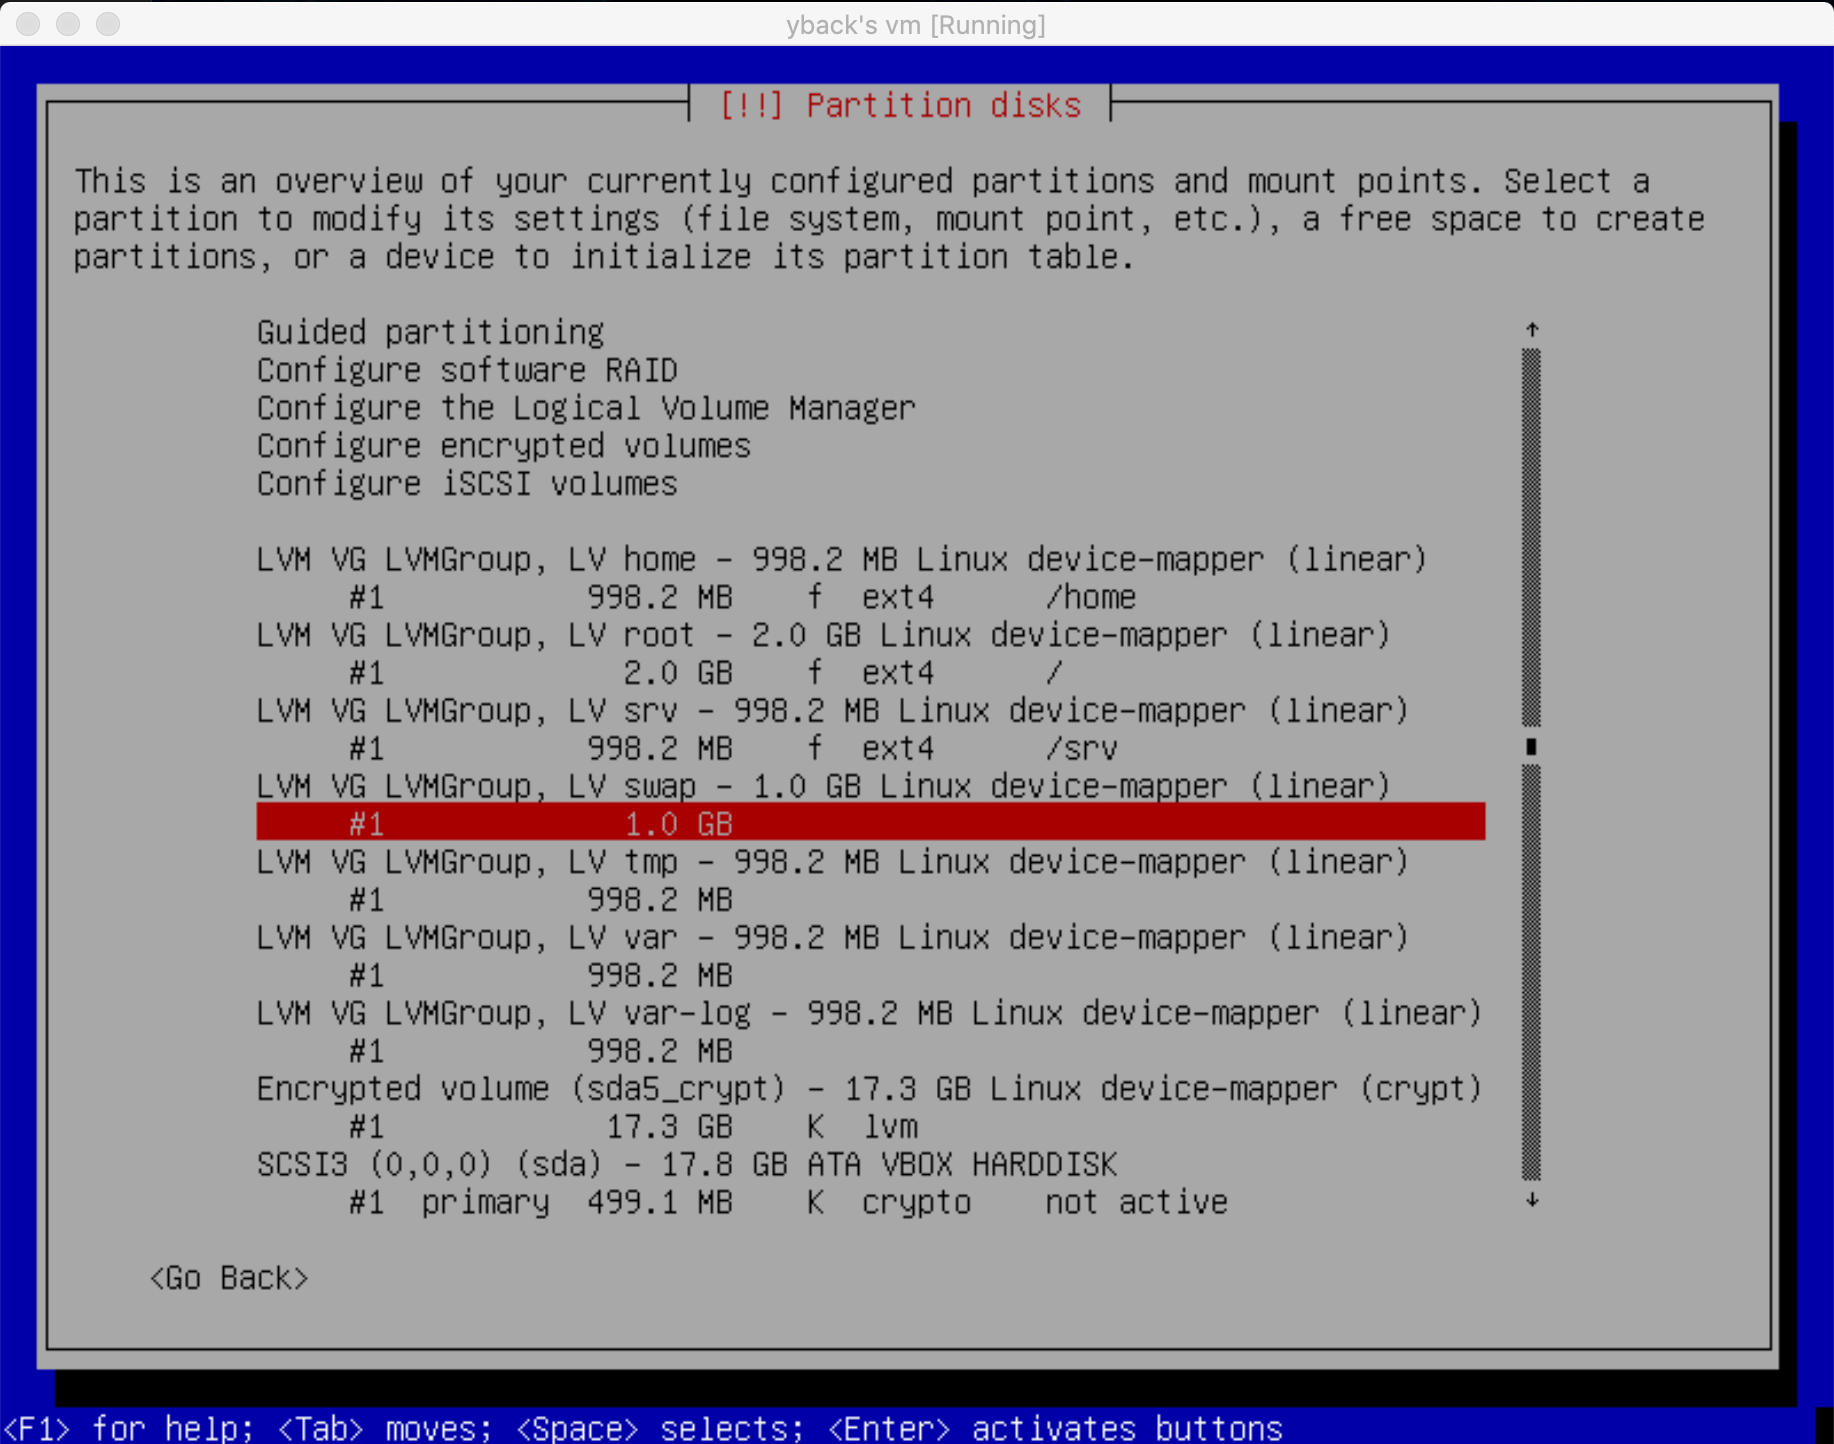 yback's vm [Running]
[!!] Partition disks
This is an overview of your currently configured partitions and mount points. Select a
partition to modify its settings (file system, mount point, etc.), a free space to create
partitions, or a device to initialize its partition table.
Guided partitioning
Configure software RAID
Configure the Logical Volume Manager
Configure encrypted volumes
Configure iSCSI volumes
LVM VG LVMGroup, LV home - 998.2 MB Linux device-mapper (linear)
#1 998.2 MB f ext4 /home
LVM VG LVMGroup, LV root - 2.0 GB Linux device-mapper (linear)
#1 2.0 GB f ext4 /
LVM VG LVMGroup, LV srv - 998.2 MB Linux device-mapper (linear)
#1 998.2 MB f ext4 /srv
LVM VG LVMGroup, LV swap - 1.0 GB Linux device-mapper (linear)
#1 1.0 GB
LVM VG LVMGroup, LV tmp - 998.2 MB Linux device-mapper (linear)
#1 998.2 MB
LVM VG LVMGroup, LV var - 998.2 MB Linux device-mapper (linear)
#1 998.2 MB
LVM VG LVMGroup, LV var-log - 998.2 MB Linux device-mapper (linear)
#1 998.2 MB
Encrypted volume (sda5_crypt) - 17.3 GB Linux device-mapper (crypt)
#1 17.3 GB K lvm
SCSI3 (0,0,0) (sda) - 17.8 GB ATA VBOX HARDDISK
#1 primary 499.1 MB K crypto not active
<Go Back>
<F1> for help; <Tab> moves; <Space> selects; <Enter> activates buttons